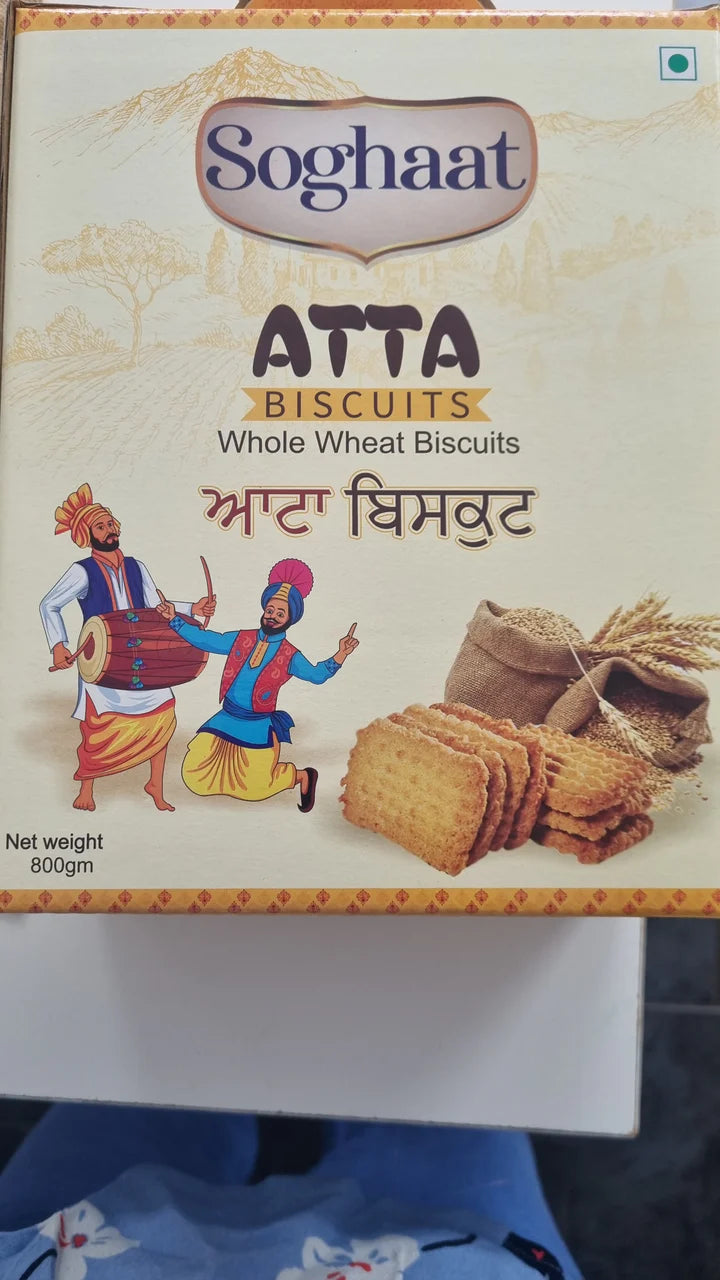 Soghaat
ATTA
BISCUITS
Whole Wheat Biscuits
ਆਟਾ ਬਿਸਕੁਟ
Net weight
800gm